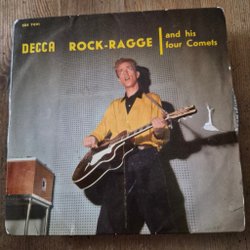 DECCA ROCK-RAGGE and his
four Comets